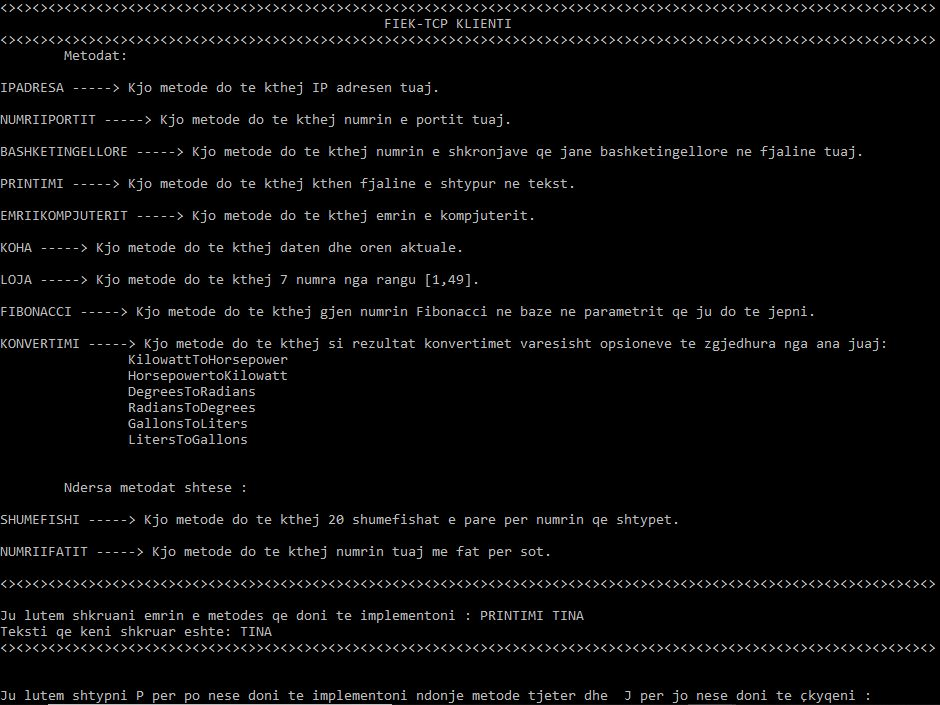 <><><><><><><><><><><><><><><><>><><><><><><><><><><><><><><><><><><><><><><><><><><><><><><><><><><><><><><><><><><>
FIEK-TCP KLIENTI
<><><><><><><><><><><><><><><><>><><><><><><><><><><><><><><><><><><><><><><><><><><><><><><><><><><><><><><><><><><>
Metodat:
IPADRESA -----> Kjo metode do te kthej IP adresen tuaj.
NUMRIIPORTIT -----> Kjo metode do te kthej numrin e portit tuaj.
BASHKETINGELLORE -----> Kjo metode do te kthej numrin e shkronjave qe jane bashketingellore ne fjaline tuaj.
PRINTIMI -----> Kjo metode do te kthej kthen fjaline e shtypur ne tekst.
EMRIIKOMPJUTERIT -----> Kjo metode do te kthej emrin e kompjuterit.
KOHA -----> Kjo metode do te kthej daten dhe oren aktuale.
LOJA -----> Kjo metode do te kthej 7 numra nga rangu [1,49].
FIBONACCI -----> Kjo metode do te kthej gjen numrin Fibonacci ne baze ne parametrit qe ju do te jepni.
KONVERTIMI -----> Kjo metode do te kthej si rezultat konvertimet varesisht opsioneve te zgjedhura nga ana juaj:
KilowattToHorsepower
HorsepowertoKilowatt
DegreesToRadians
RadiansToDegrees
GallonsToLiters
LitersToGallons
Ndersa metodat shtese :
SHUMEFISHI -----> Kjo metode do te kthej 20 shumefishat e pare per numrin qe shtypet.
NUMRIIFATIT -----> Kjo metode do te kthej numrin tuaj me fat per sot.
<><><><><><><><><><><><><><><><>><><><><><><><><><><><><><><><><><><><><><><><><><><><><><><><><><><><><><><><><><><>
Ju lutem shkruani emrin e metodes qe doni te implementoni : PRINTIMI TINA
Teksti qe keni shkruar eshte: TINA
<><><><><><><><><><><><><><><><>><><><><><><><><><><><><><><><><><><><><><><><><><><><><><><><><><><><><><><><><><><>
Ju lutem shtypni P per po nese doni te implementoni ndonje metode tjeter dhe  J per jo nese doni te çkyqeni :